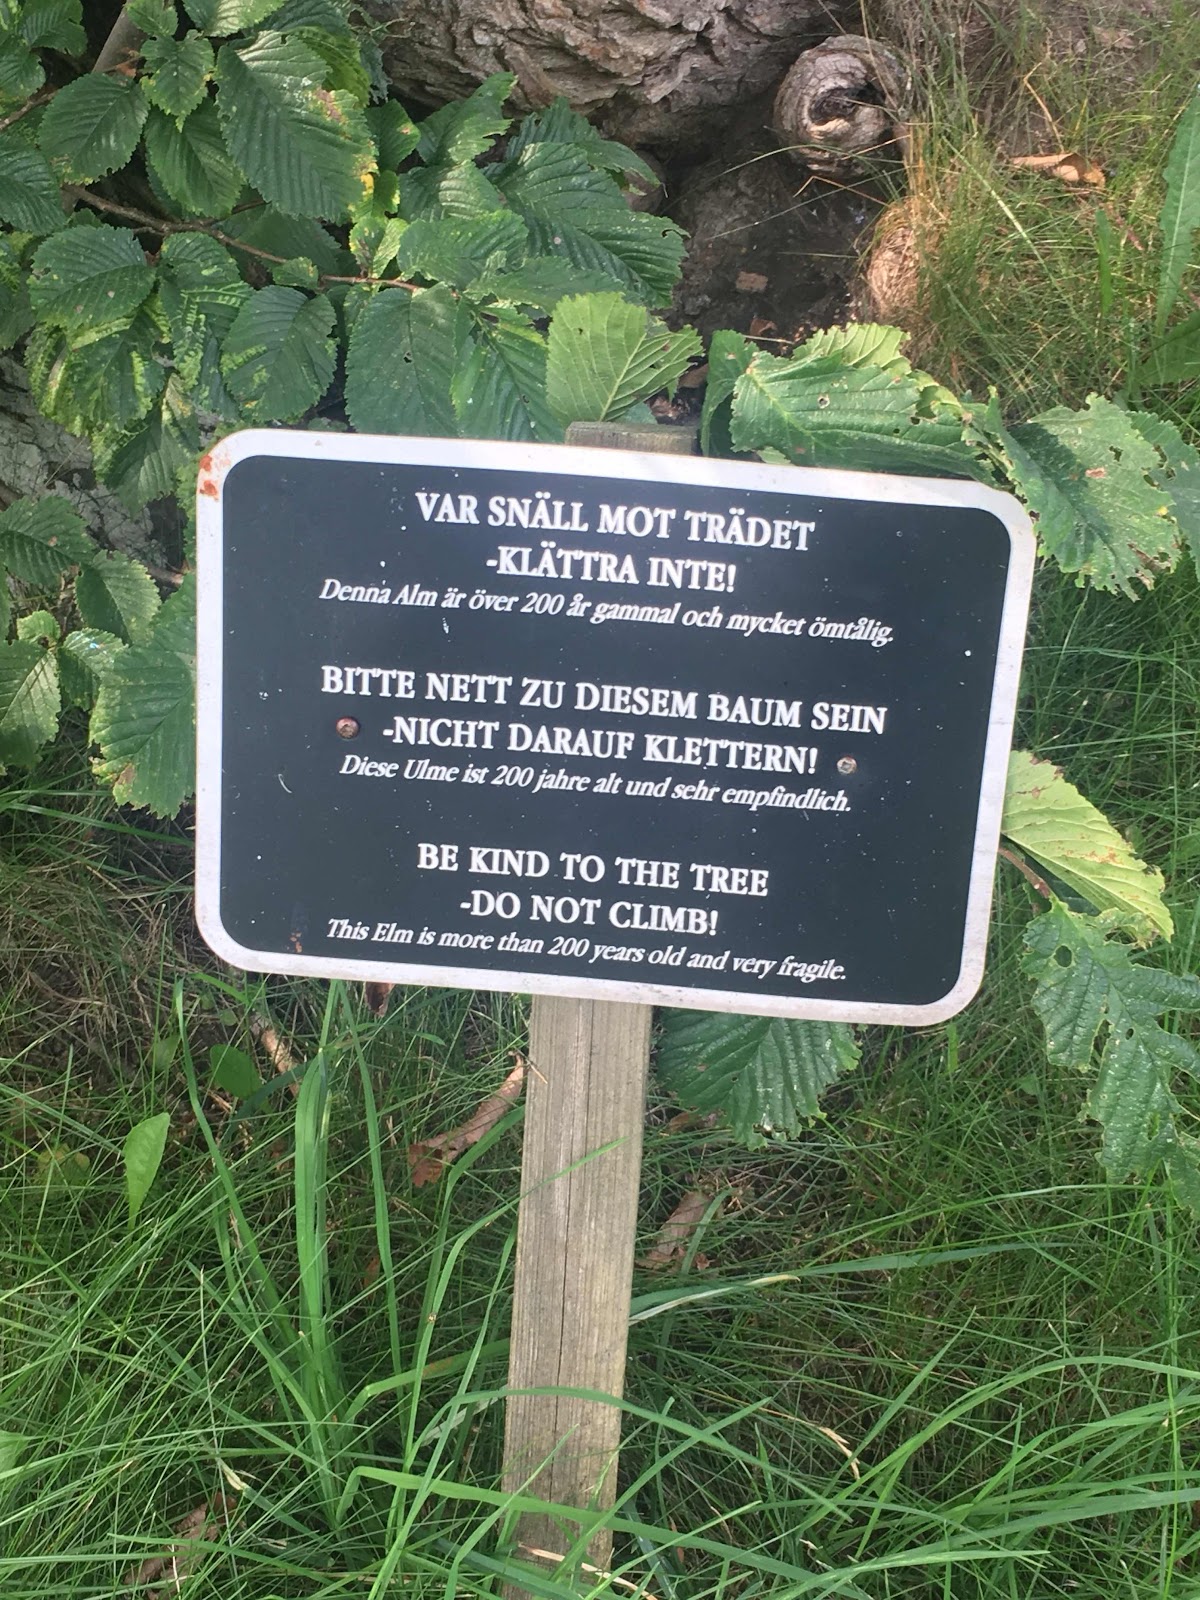 VAR SNÄLL MOT TRÄDET
-KLÄTTRA INTE!
Denna Alm är över 200 år gammal och mycket ömtålig.
BITTE NETT ZU DIESEM BAUM SEIN
-NICHT DARAUF KLETTERN!
Diese Ulme ist 200 jahre alt und sehr empfindlich.
BE KIND TO THE TREE
-DO NOT CLIMB!
This Elm is more than 200 years old and very fragile.